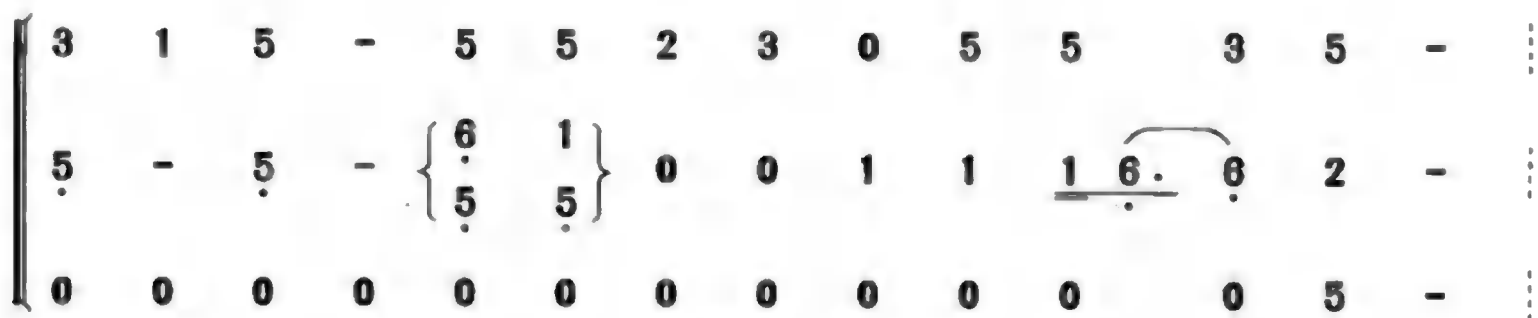 3 1 5 - 5 5 2 3 0 5 5 3 5 -
5̣ - 5̣ - { 6̣ 1 } 0 0 1 1 1 6̣. 6̣ 2 -
{ 5̣ 5̣ }
0 0 0 0 0 0 0 0 0 0 0 0 5 -